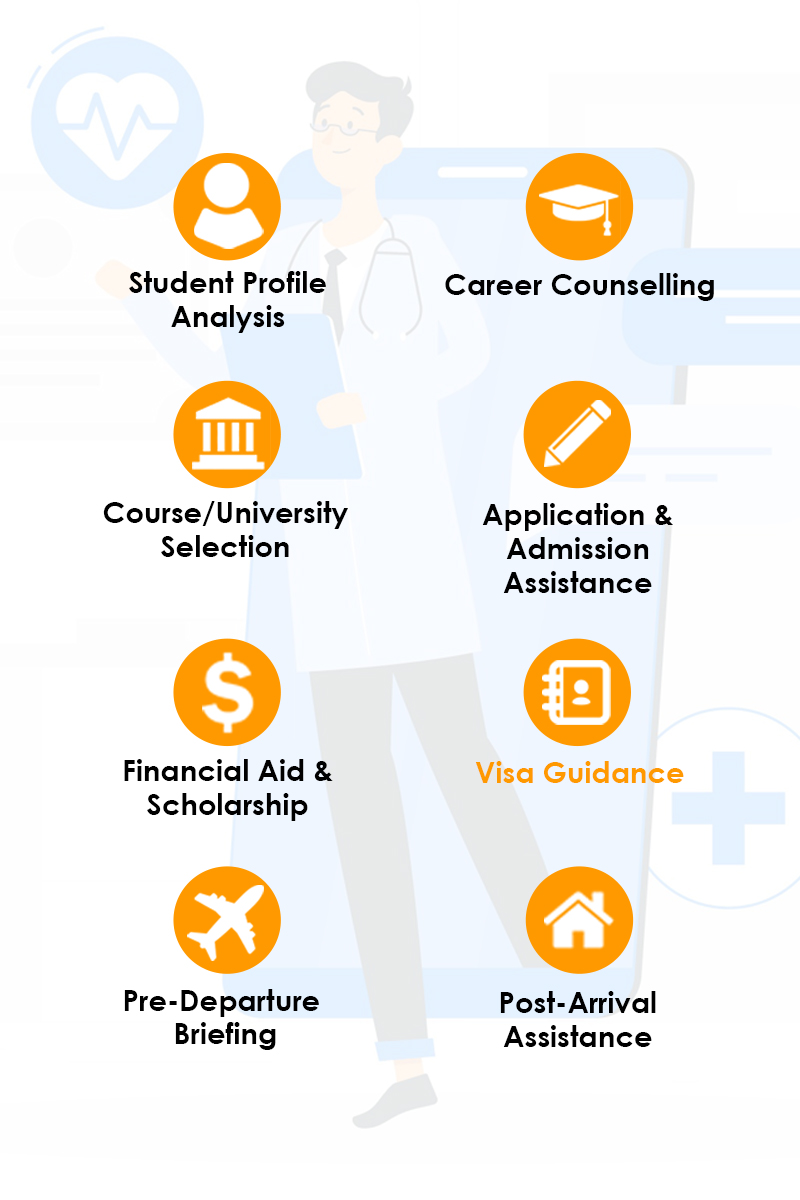 Student Profile
Analysis
Career Counselling
Course/University
Selection
Application &
Admission
Assistance
Financial Aid &
Scholarship
Visa Guidance
Pre-Departure
Briefing
Post-Arrival
Assistance